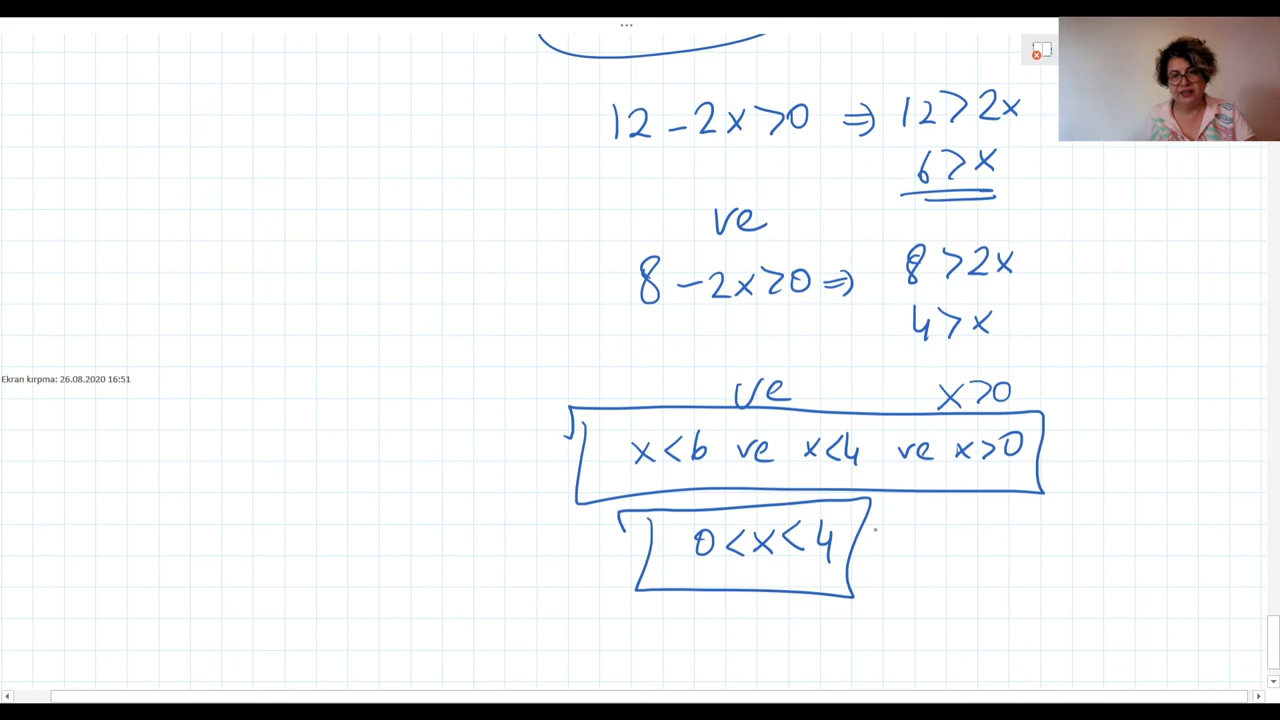 12 - 2x > 0 ⇒ 12 > 2x
6 > x
ve
8 - 2x > 0 ⇒ 8 > 2x
4 > x
Ekran kırpma: 26.08.2020 16:51
ve x > 0
x < 6 ve x < 4 ve x > 0
0 < x < 4